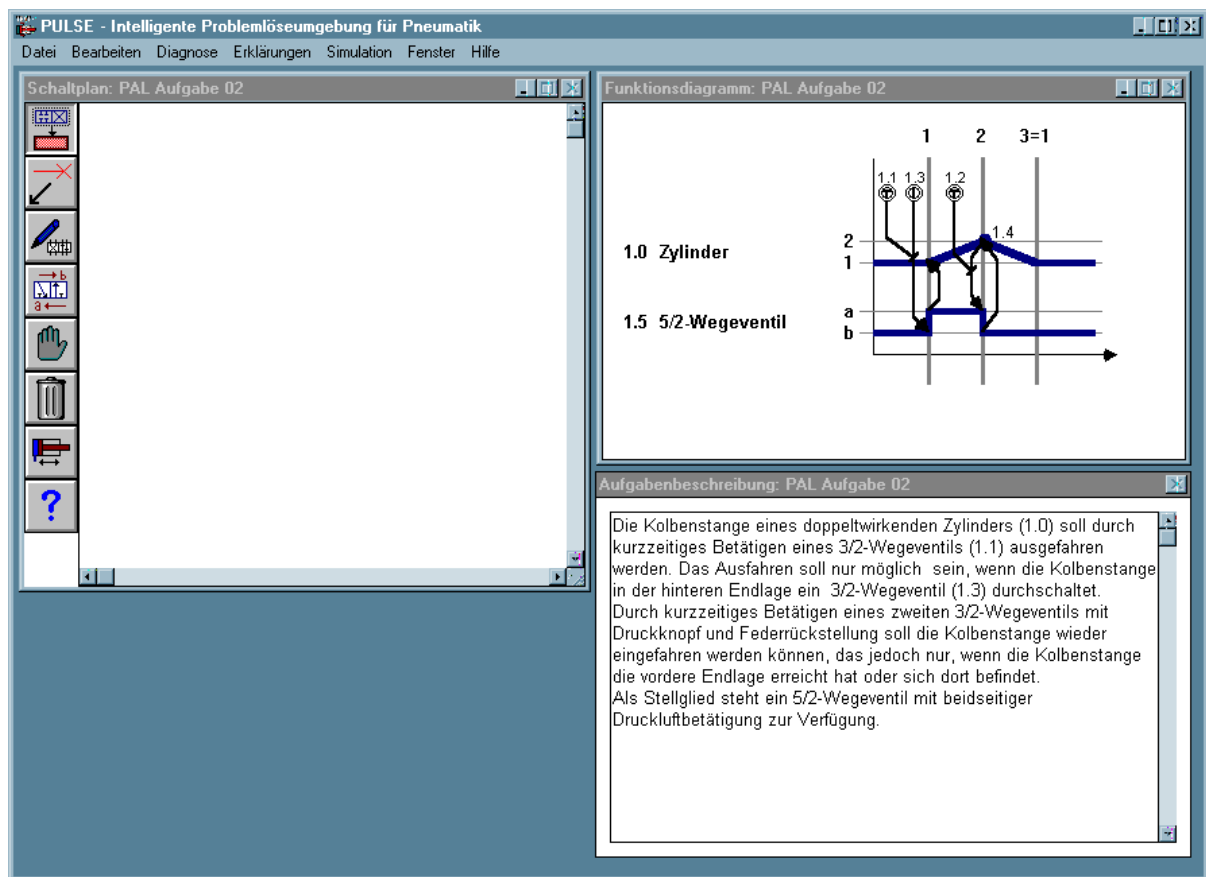 PULSE - Intelligente Problemlöseumgebung für Pneumatik
Datei Bearbeiten Diagnose Erklärungen Simulation Fenster Hilfe
Schaltplan: PAL Aufgabe 02
b
a
?
Funktionsdiagramm: PAL Aufgabe 02
1 2 3=1
1.1 1.3 1.2
1.4
1.0 Zylinder
2
1
1.5 5/2-Wegeventil
a
b
Aufgabenbeschreibung: PAL Aufgabe 02
Die Kolbenstange eines doppeltwirkenden Zylinders (1.0) soll durch
kurzzeitiges Betätigen eines 3/2-Wegeventils (1.1) ausgefahren
werden. Das Ausfahren soll nur möglich sein, wenn die Kolbenstange
in der hinteren Endlage ein 3/2-Wegeventil (1.3) durchschaltet.
Durch kurzzeitiges Betätigen eines zweiten 3/2-Wegeventils mit
Druckknopf und Federrückstellung soll die Kolbenstange wieder
eingefahren werden können, das jedoch nur, wenn die Kolbenstange
die vordere Endlage erreicht hat oder sich dort befindet.
Als Stellglied steht ein 5/2-Wegeventil mit beidseitiger
Druckluftbetätigung zur Verfügung.